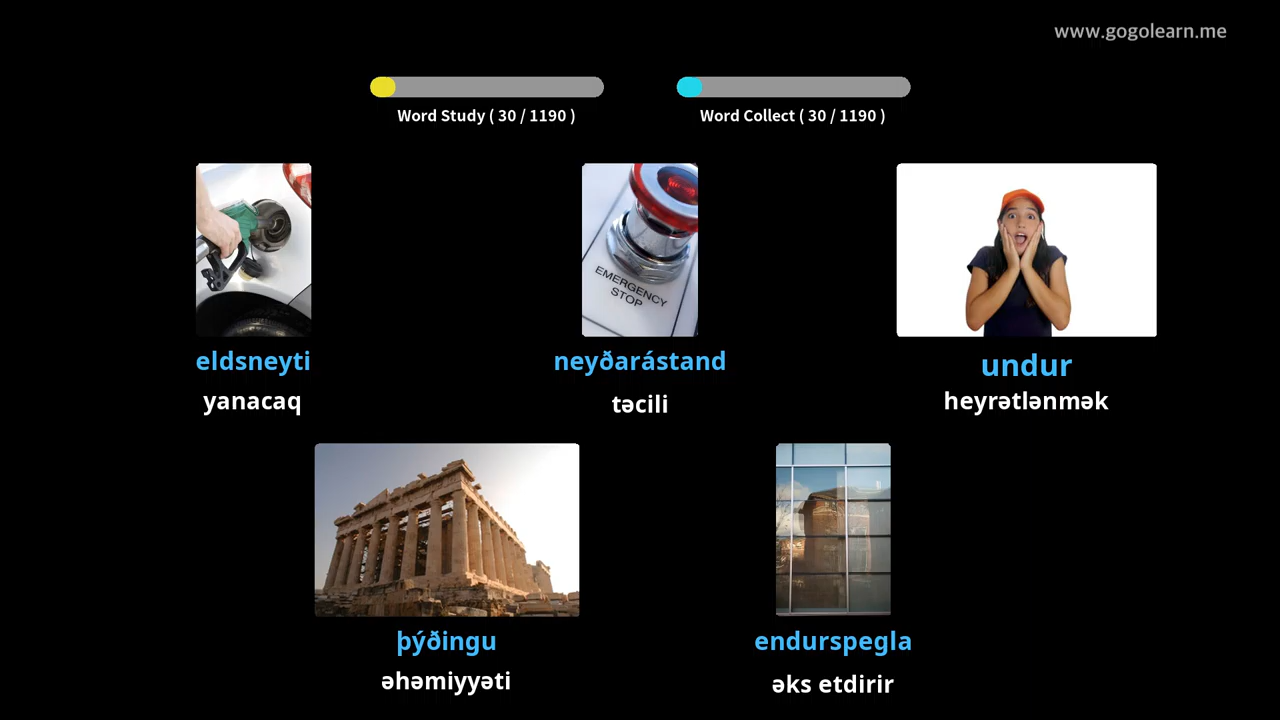 www.gogolearn.me
Word Study ( 30 / 1190 )
Word Collect ( 30 / 1190 )
EMERGENCY
STOP
eldsneyti
yanacaq
neyðarástand
təcili
undur
heyrətlənmək
þýðingu
əhəmiyyəti
endurspegla
əks etdirir